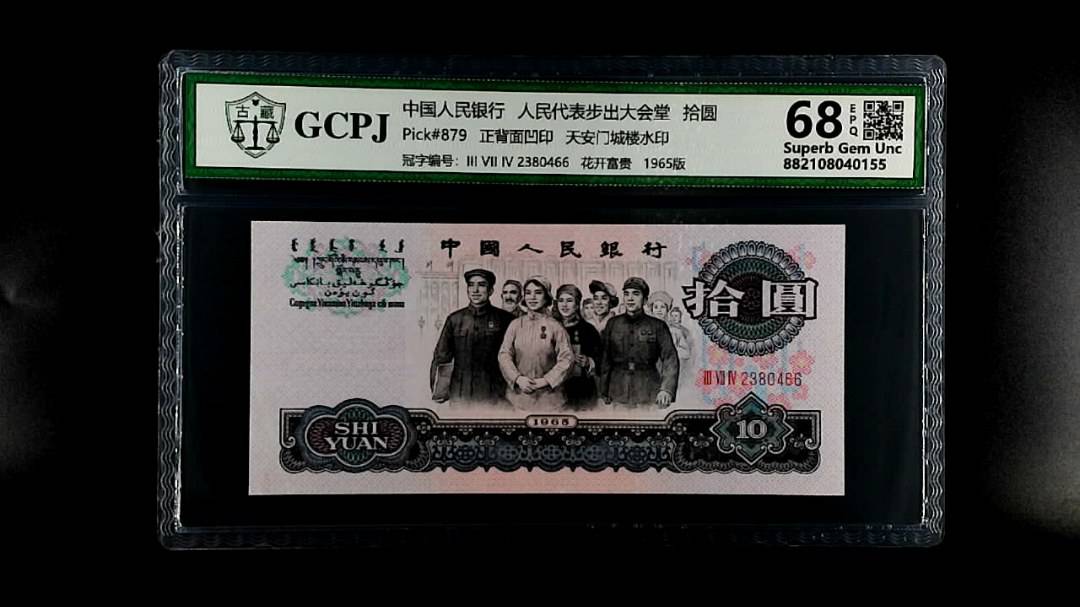 古藏
GCPJ
中国人民银行 人民代表步出大会堂 拾圆
Pick#879 正背面凹印 天安门城楼水印
冠字编号: III VII IV 2380466 花开富贵 1965版
68 EPQ
Superb Gem Unc
882108040155
中國人民銀行
拾圓
III VII IV 2380466
1965
SHI
YUAN
10